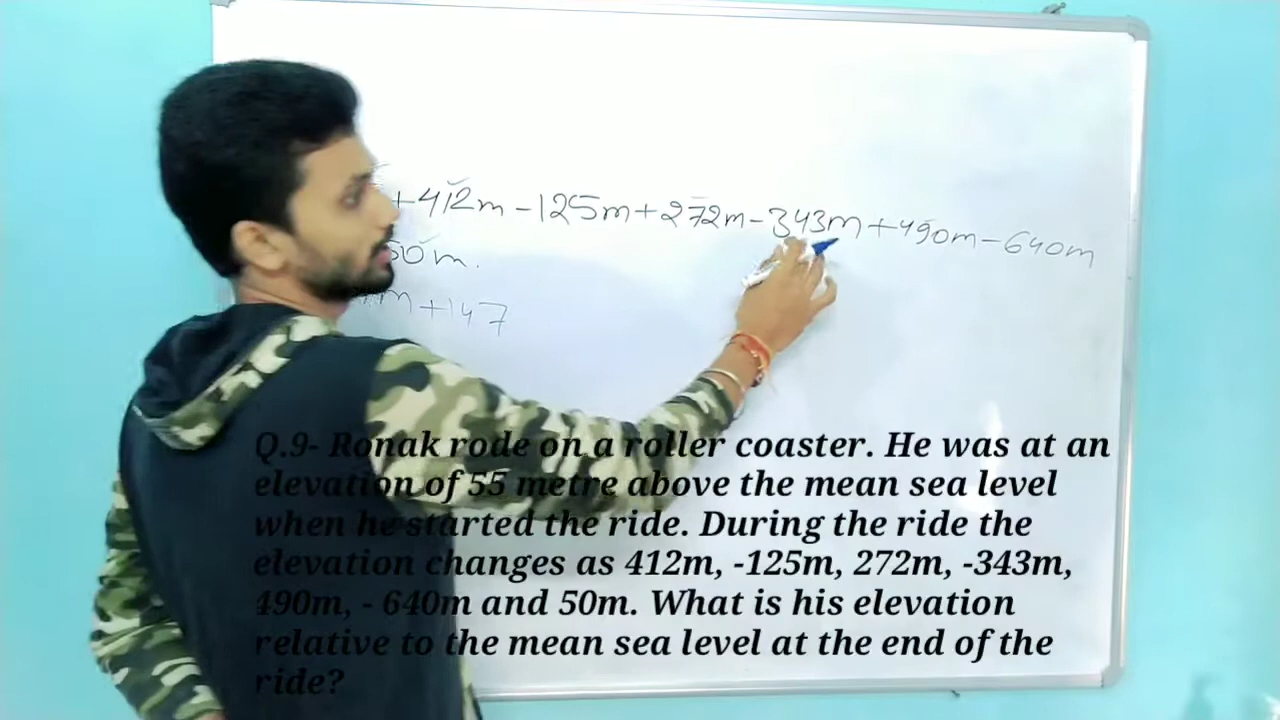 +412m -125m+272m-343m+490m-640m
50m.
m+147
Q.9- Ronak rode on a roller coaster. He was at an
elevation of 55 metre above the mean sea level
when he started the ride. During the ride the
elevation changes as 412m, -125m, 272m, -343m,
490m, - 640m and 50m. What is his elevation
relative to the mean sea level at the end of the
ride?